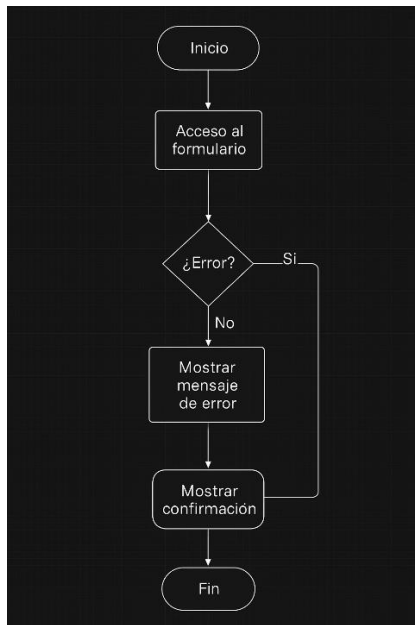 Inicio
Acceso al
formulario
¿Error?
Si
No
Mostrar
mensaje
de error
Mostrar
confirmación
Fin